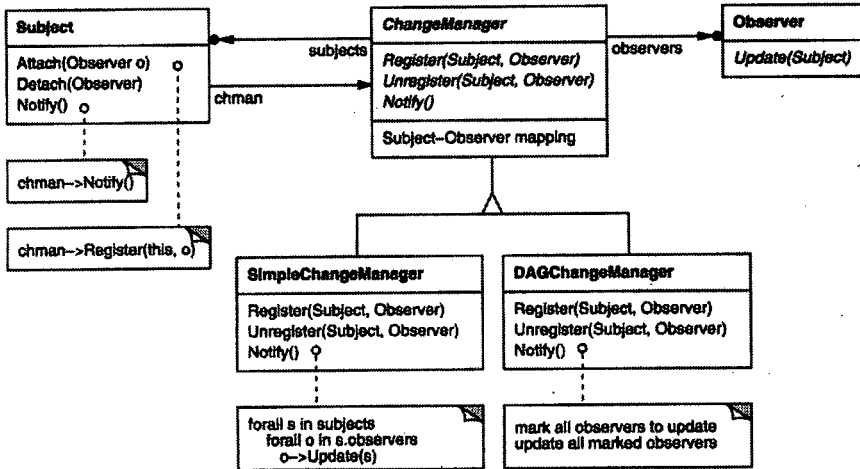 Subject
Attach(Observer o)
Detach(Observer)
Notify()
chman-->Notify()
chman-->Register(this, o)
subjects
chman
ChangeManager
Register(Subject, Observer)
Unregister(Subject, Observer)
Notify()
Subject-Observer mapping
observers
Observer
Update(Subject)
SimpleChangeManager
Register(Subject, Observer)
Unregister(Subject, Observer)
Notify()
forall s in subjects
forall o in s.observers
o-->Update(s)
DAGChangeManager
Register(Subject, Observer)
Unregister(Subject, Observer)
Notify()
mark all observers to update
update all marked observers